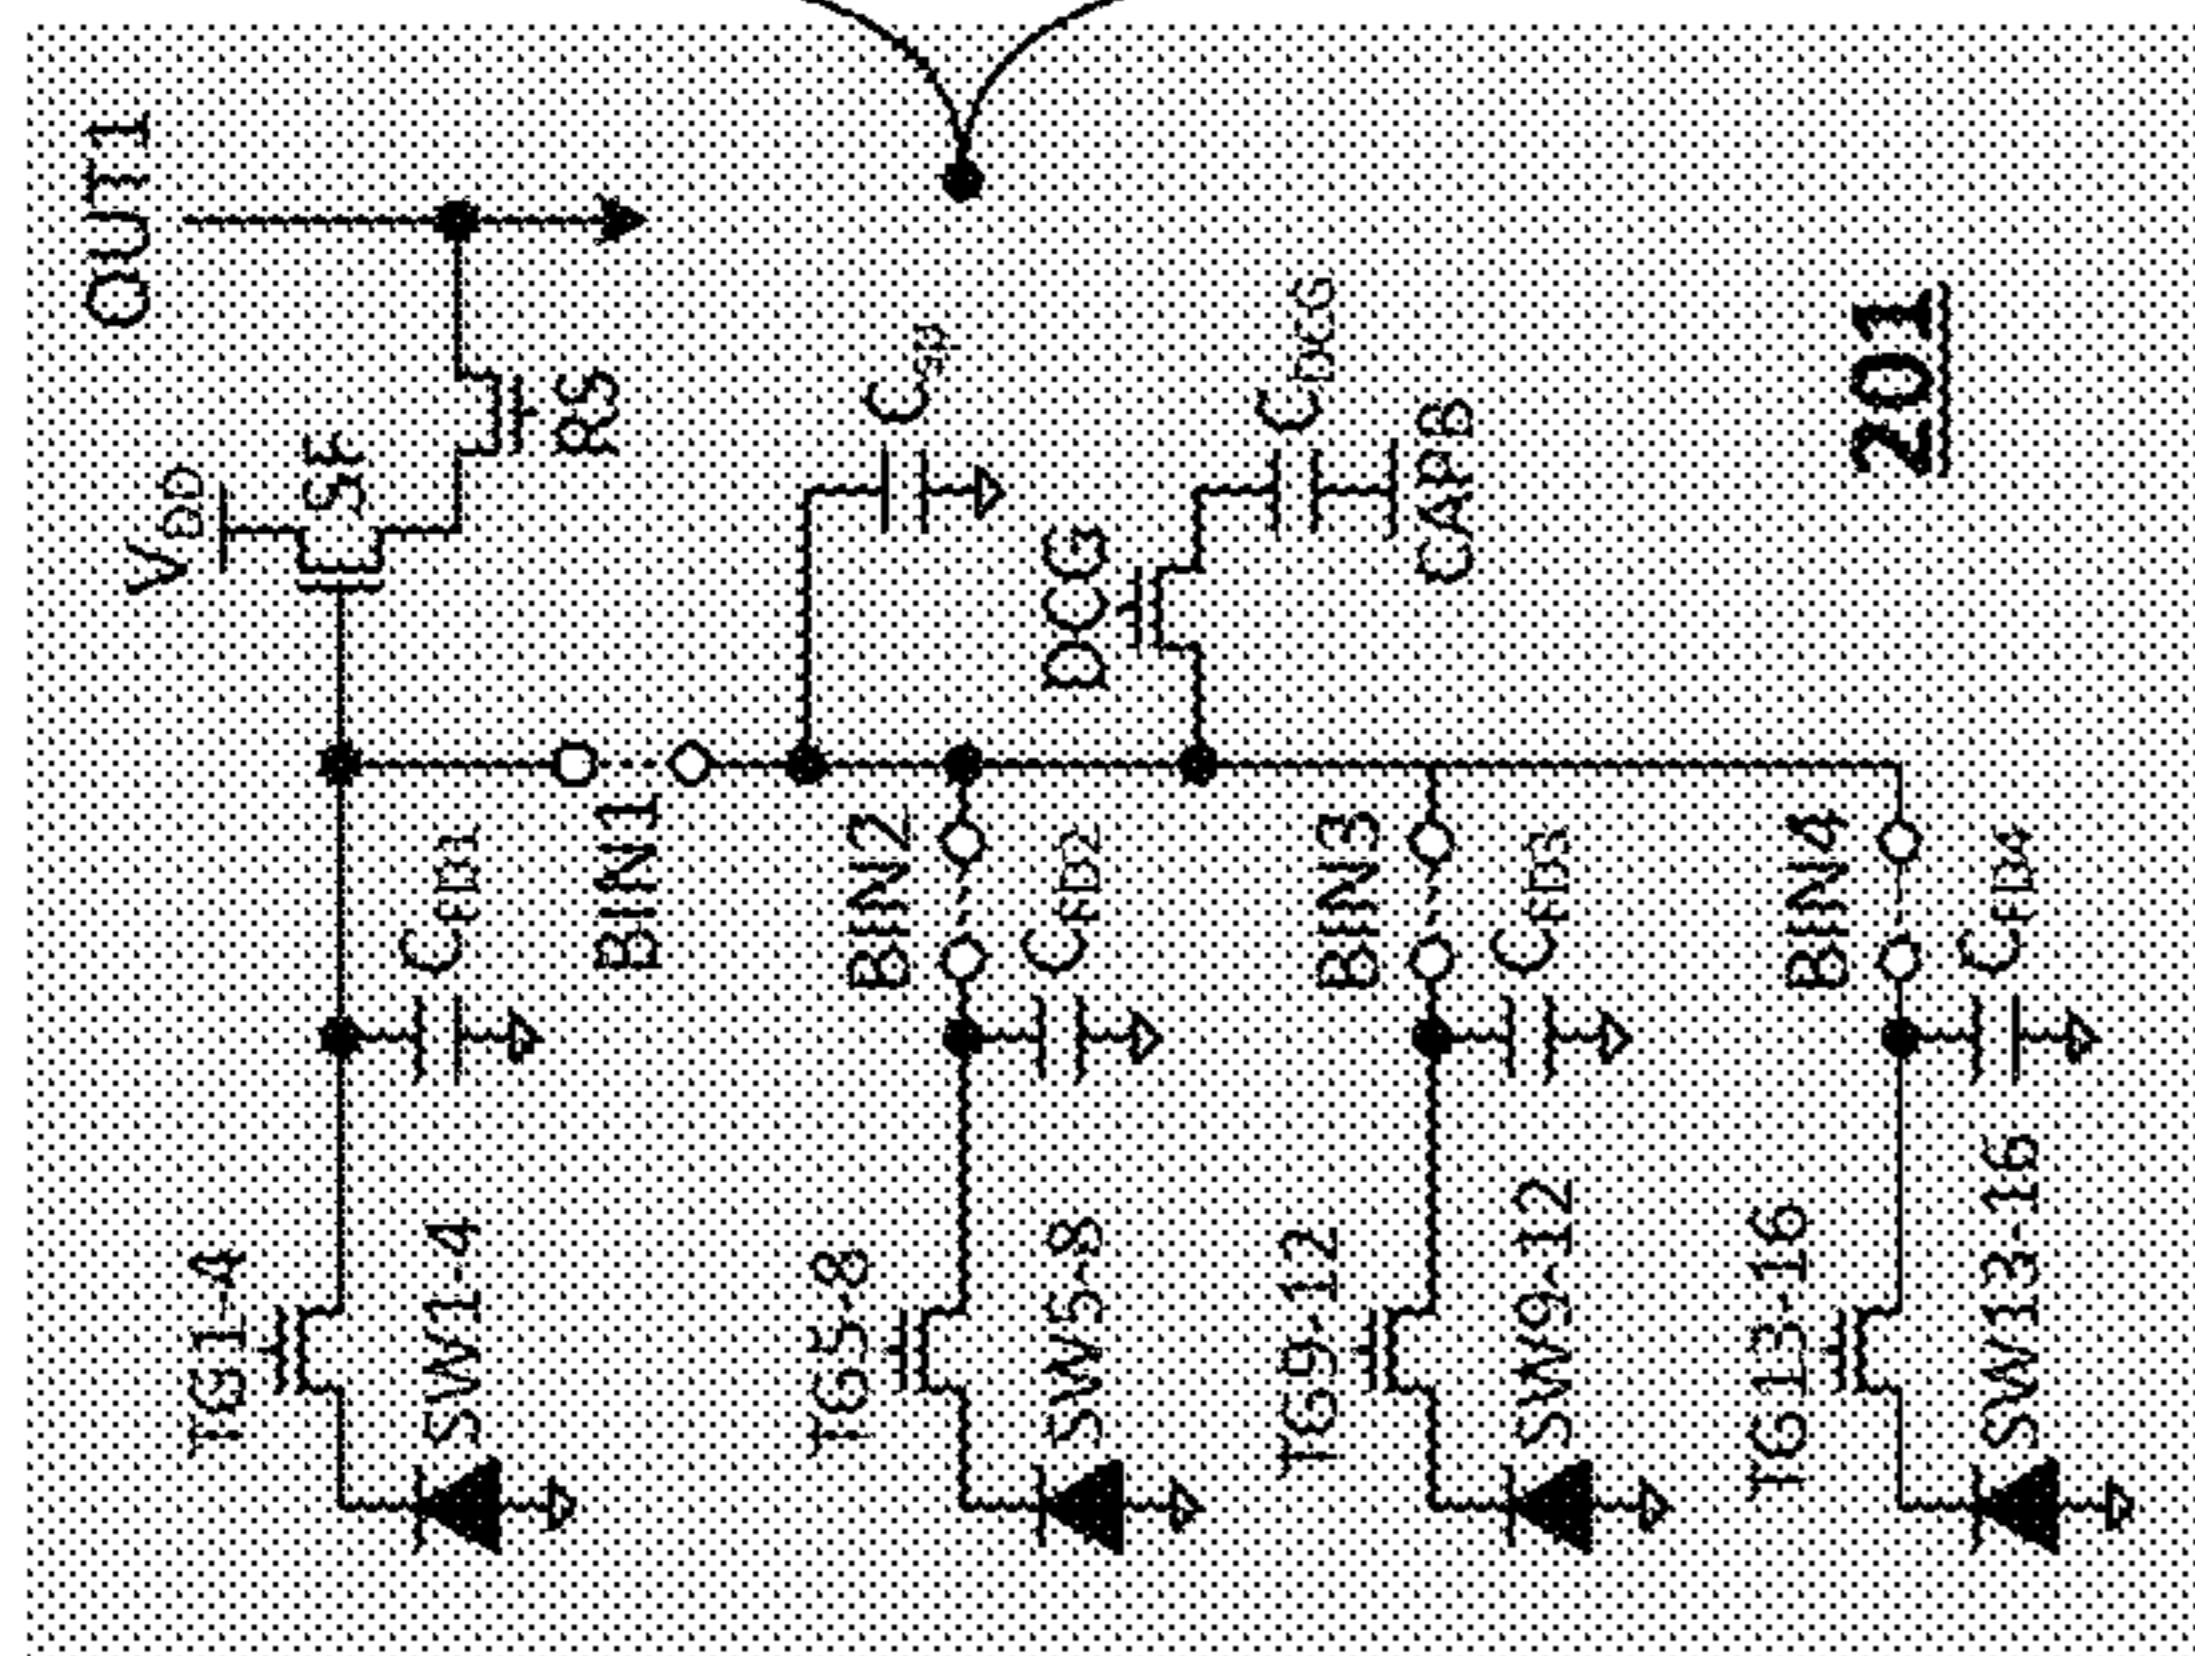 OUT1
VDD
SF
RS
TG1-4
CFD1
SW1-4
BIN1
DCG
CDCG
CAPB
TG5-8
BIN2
CFD2
SW5-8
TG9-12
BIN3
CFD3
SW9-12
TG13-16
BIN4
CFD4
SW13-16
201